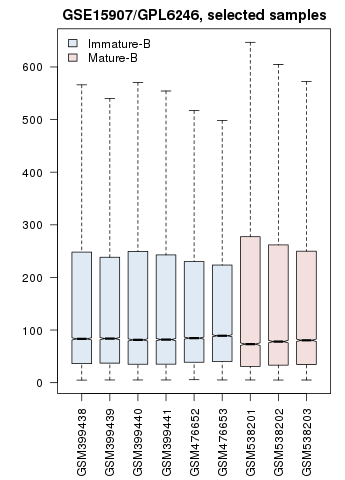 GSE15907/GPL6246, selected samples
Immature-B
Mature-B
600
500
400
300
200
100
0
GSM399438
GSM399439
GSM399440
GSM399441
GSM476652
GSM476653
GSM538201
GSM538202
GSM538203